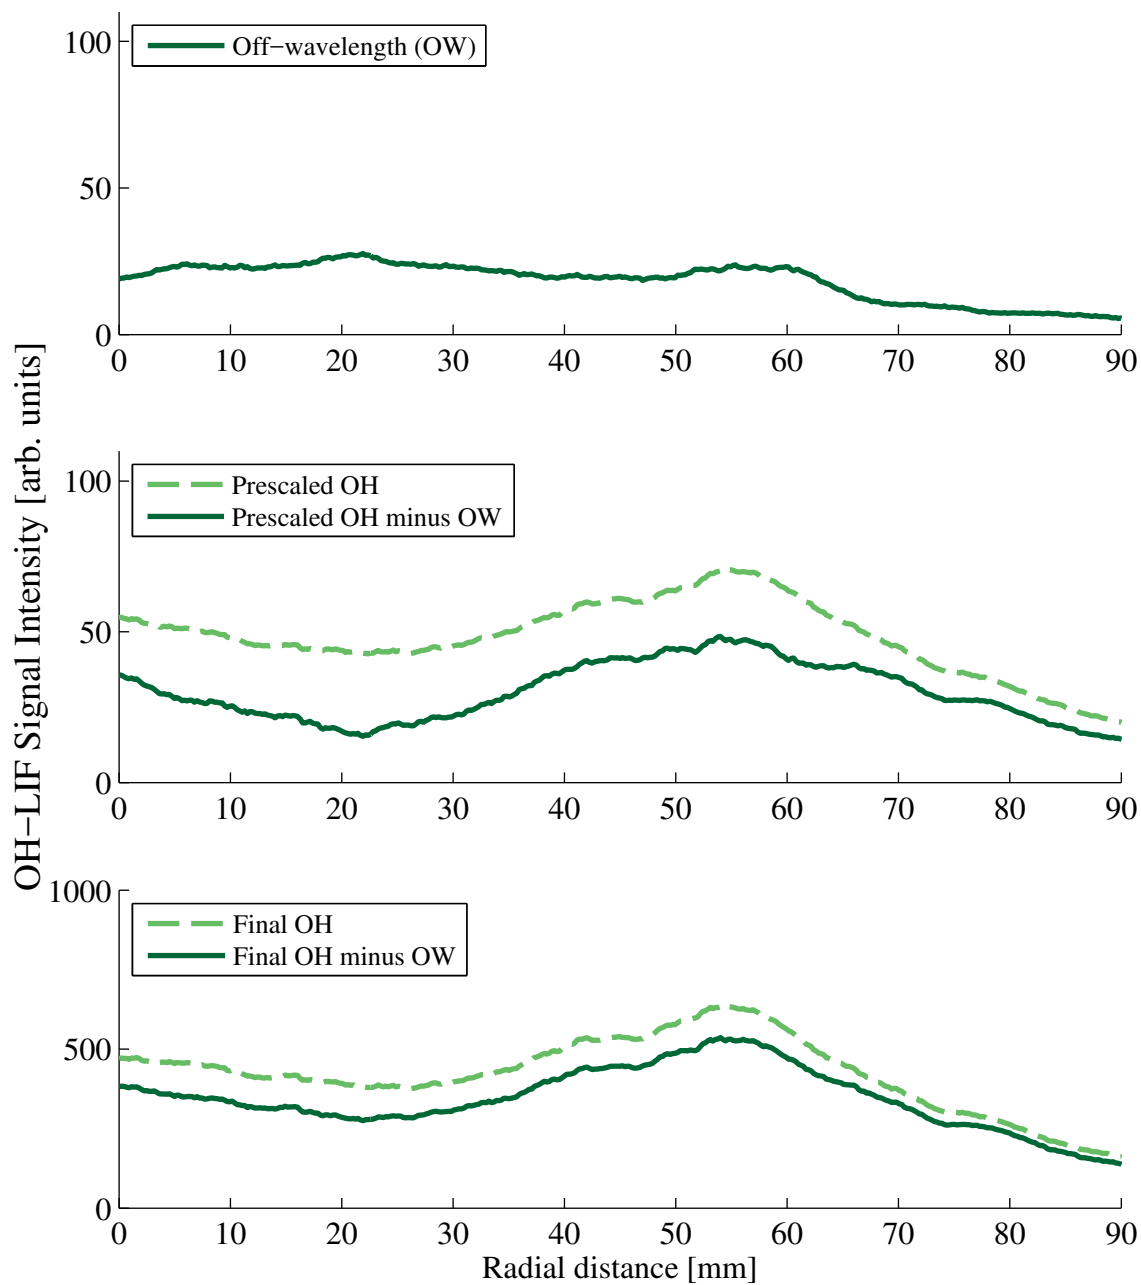 100
Off−wavelength (OW)
50
0
0 10 20 30 40 50 60 70 80 90
OH−LIF Signal Intensity [arb. units]
100
Prescaled OH
Prescaled OH minus OW
50
0
0 10 20 30 40 50 60 70 80 90
1000
Final OH
Final OH minus OW
500
0
0 10 20 30 40 50 60 70 80 90
Radial distance [mm]